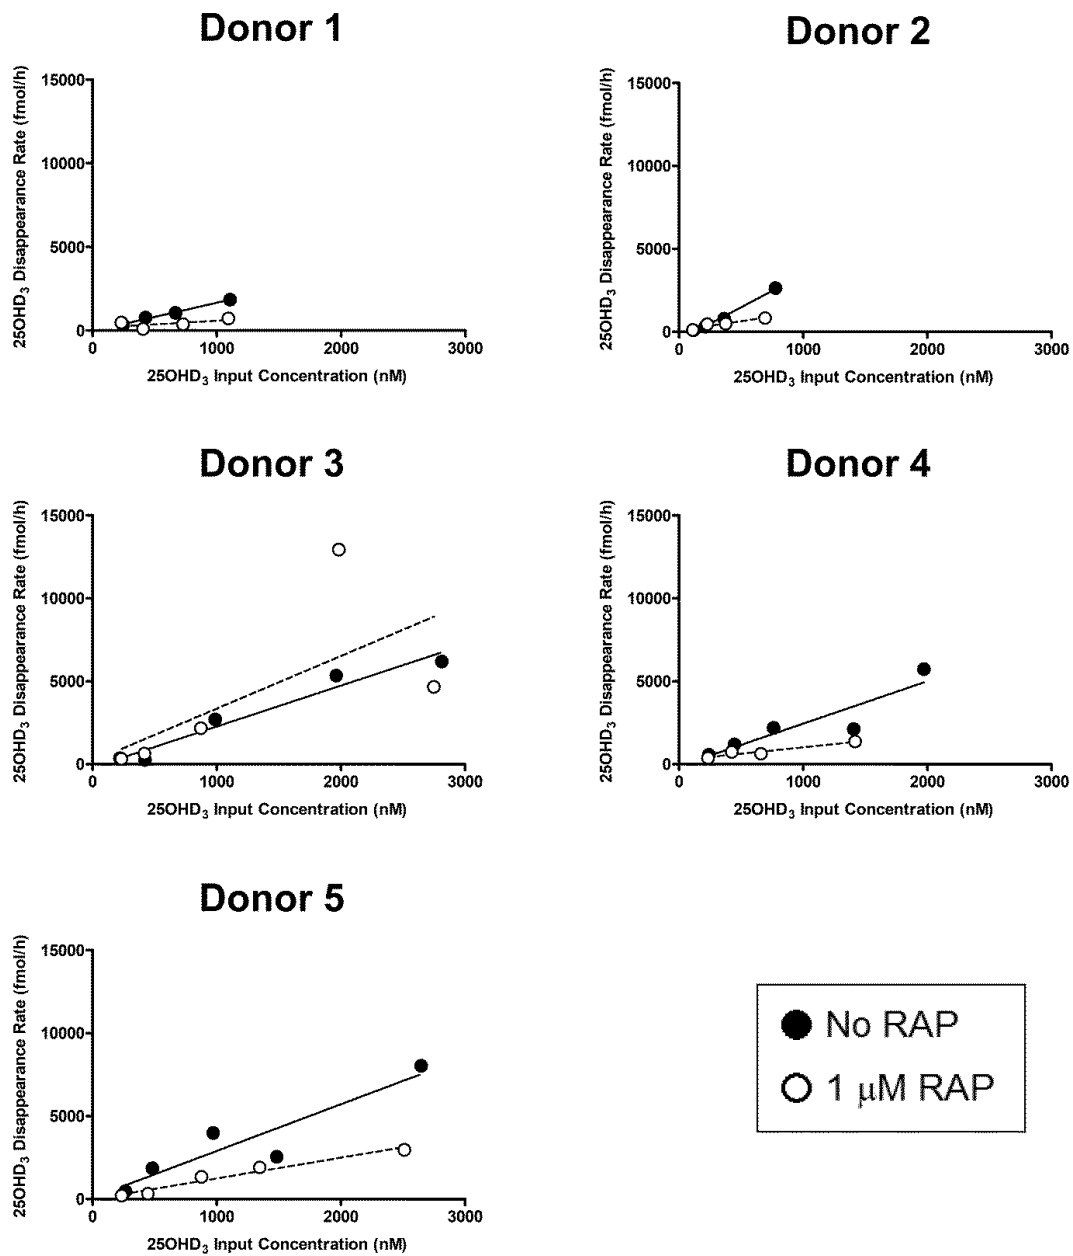 Donor 1
25OHD3 Disappearance Rate (fmol/h)
15000
10000
5000
0
0 1000 2000 3000
25OHD3 Input Concentration (nM)
Donor 2
25OHD3 Disappearance Rate (fmol/h)
15000
10000
5000
0
0 1000 2000 3000
25OHD3 Input Concentration (nM)
Donor 3
25OHD3 Disappearance Rate (fmol/h)
15000
10000
5000
0
0 1000 2000 3000
25OHD3 Input Concentration (nM)
Donor 4
25OHD3 Disappearance Rate (fmol/h)
15000
10000
5000
0
0 1000 2000 3000
25OHD3 Input Concentration (nM)
Donor 5
25OHD3 Disappearance Rate (fmol/h)
15000
10000
5000
0
0 1000 2000 3000
25OHD3 Input Concentration (nM)
No RAP
1 μM RAP